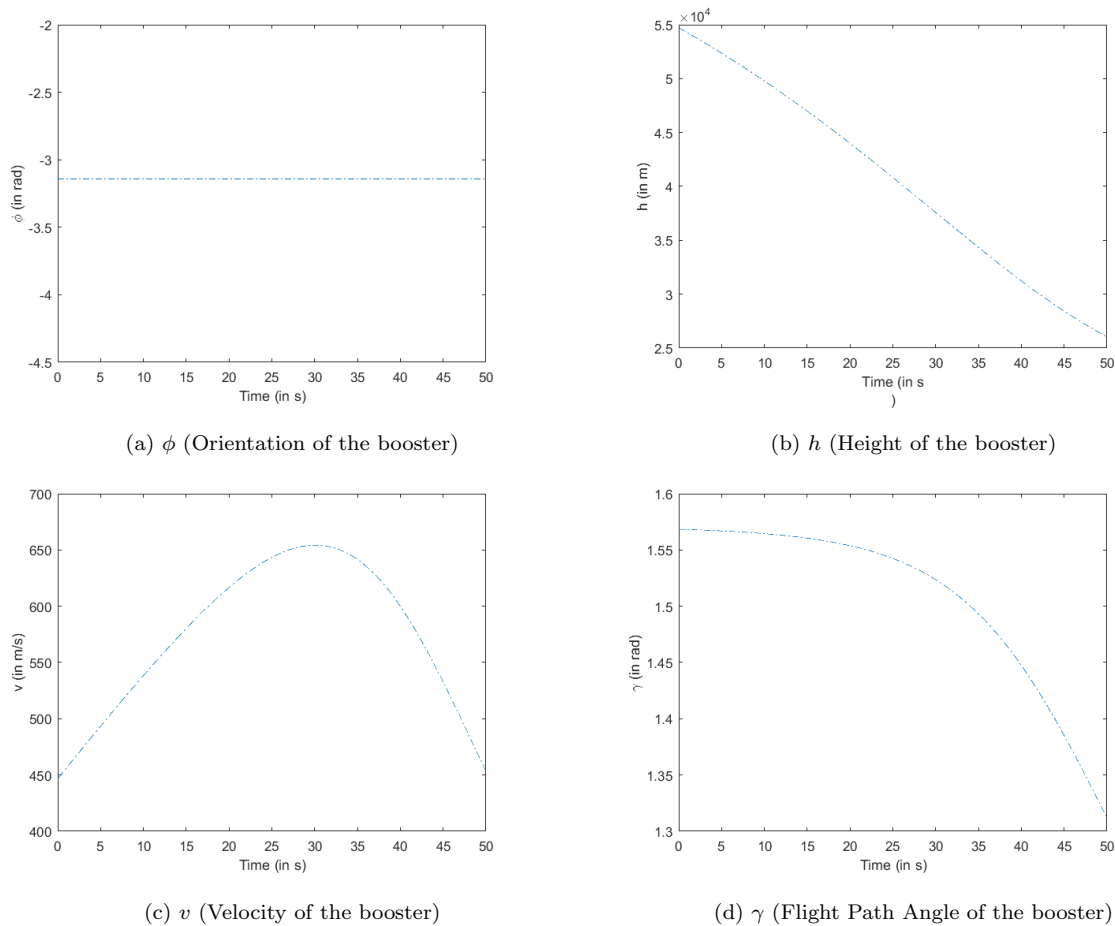 -2
-2.5
-3
-3.5
-4
-4.5
ϕ (in rad)
0 5 10 15 20 25 30 35 40 45 50
Time (in s)
(a) ϕ (Orientation of the booster)
×10⁴
5.5
5
4.5
4
3.5
3
2.5
h (in m)
0 5 10 15 20 25 30 35 40 45 50
Time (in s
)
(b) h (Height of the booster)
700
650
600
550
500
450
400
v (in m/s)
0 5 10 15 20 25 30 35 40 45 50
Time (in s)
(c) v (Velocity of the booster)
1.6
1.55
1.5
1.45
1.4
1.35
1.3
γ (in rad)
0 5 10 15 20 25 30 35 40 45 50
Time (in s)
(d) γ (Flight Path Angle of the booster)